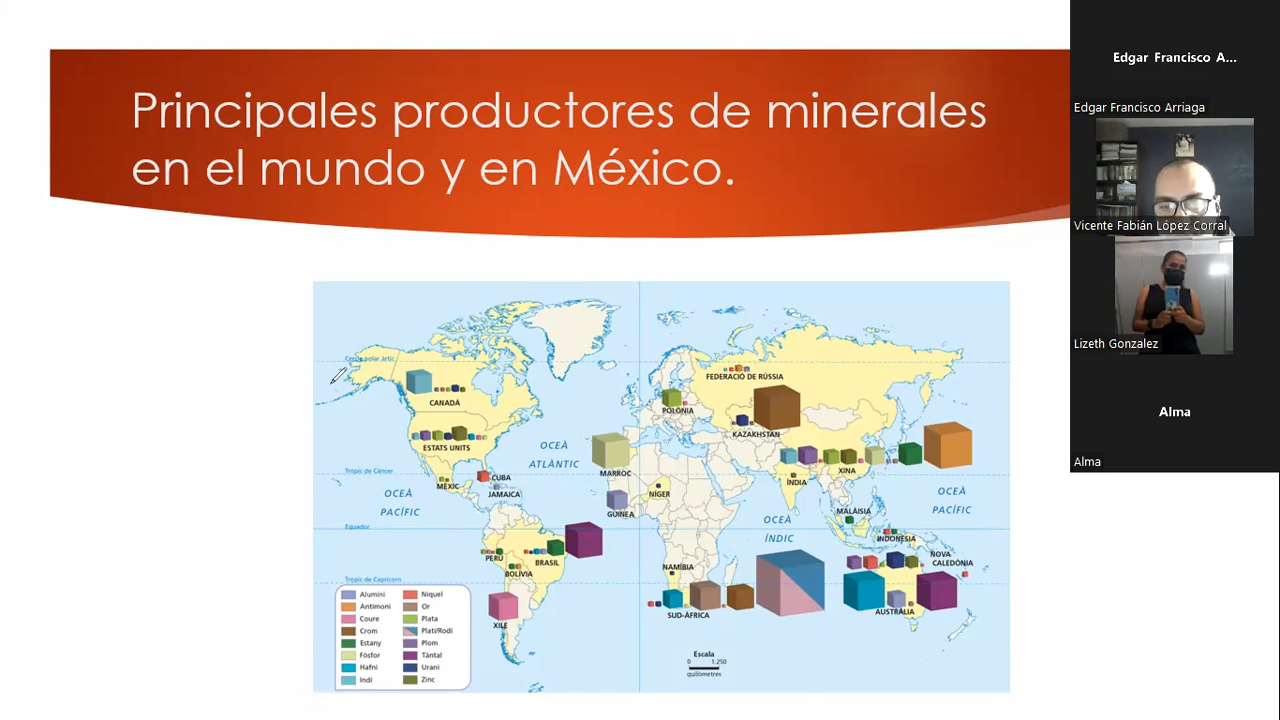 Principales productores de minerales
en el mundo y en México.
Edgar Francisco A...
Edgar Francisco Arriaga
Vicente Fabián López Corral
Lizeth Gonzalez
Alma
Alma
Cercle polar àrtic
CANADÀ
ESTATS UNITS
Tròpic de Càncer
MÈXIC
CUBA
JAMAICA
OCEÀ
PACÍFIC
OCEÀ
ATLÀNTIC
Equador
PERÚ
BOLÍVIA
BRASIL
Tròpic de Capricorn
XILE
FEDERACIÓ DE RÚSSIA
POLÒNIA
KAZAKHSTAN
MARROC
GUINEA
NÍGER
ÍNDIA
XINA
OCEÀ
PACÍFIC
OCEÀ
ÍNDIC
MALÀISIA
INDONÈSIA
NOVA
CALEDÒNIA
NAMÍBIA
SUD-ÀFRICA
AUSTRÀLIA
Alumini
Antimoni
Coure
Crom
Estany
Fòsfor
Hafni
Indi
Níquel
Or
Plata
Plati/Rodi
Plom
Tàntal
Urani
Zinc
Escala
0 1.250
quilòmetres